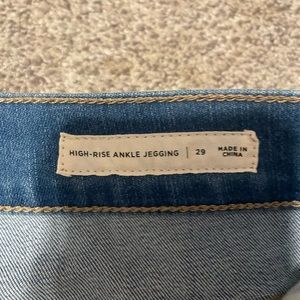 HIGH-RISE ANKLE JEGGING | 29 MADE IN
CHINA